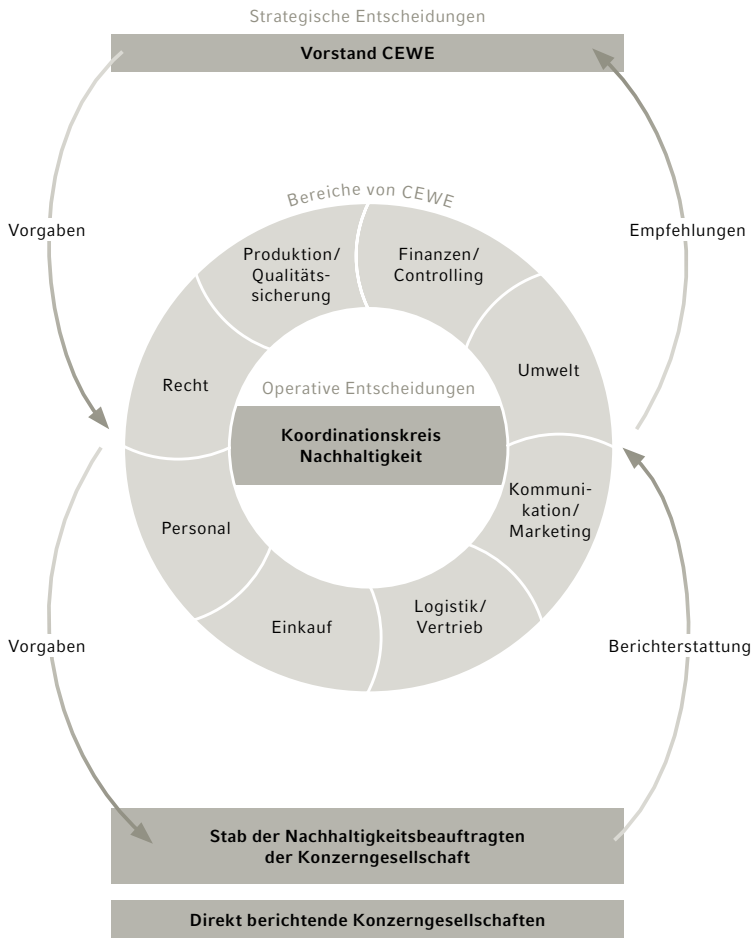 Strategische Entscheidungen
Vorstand CEWE
Vorgaben
Empfehlungen
Bereiche von CEWE
Produktion/
Qualitäts-
sicherung
Finanzen/
Controlling
Recht
Umwelt
Operative Entscheidungen
Koordinationskreis
Nachhaltigkeit
Personal
Kommuni-
kation/
Marketing
Einkauf
Logistik/
Vertrieb
Vorgaben
Berichterstattung
Stab der Nachhaltigkeitsbeauftragten
der Konzerngesellschaft
Direkt berichtende Konzerngesellschaften